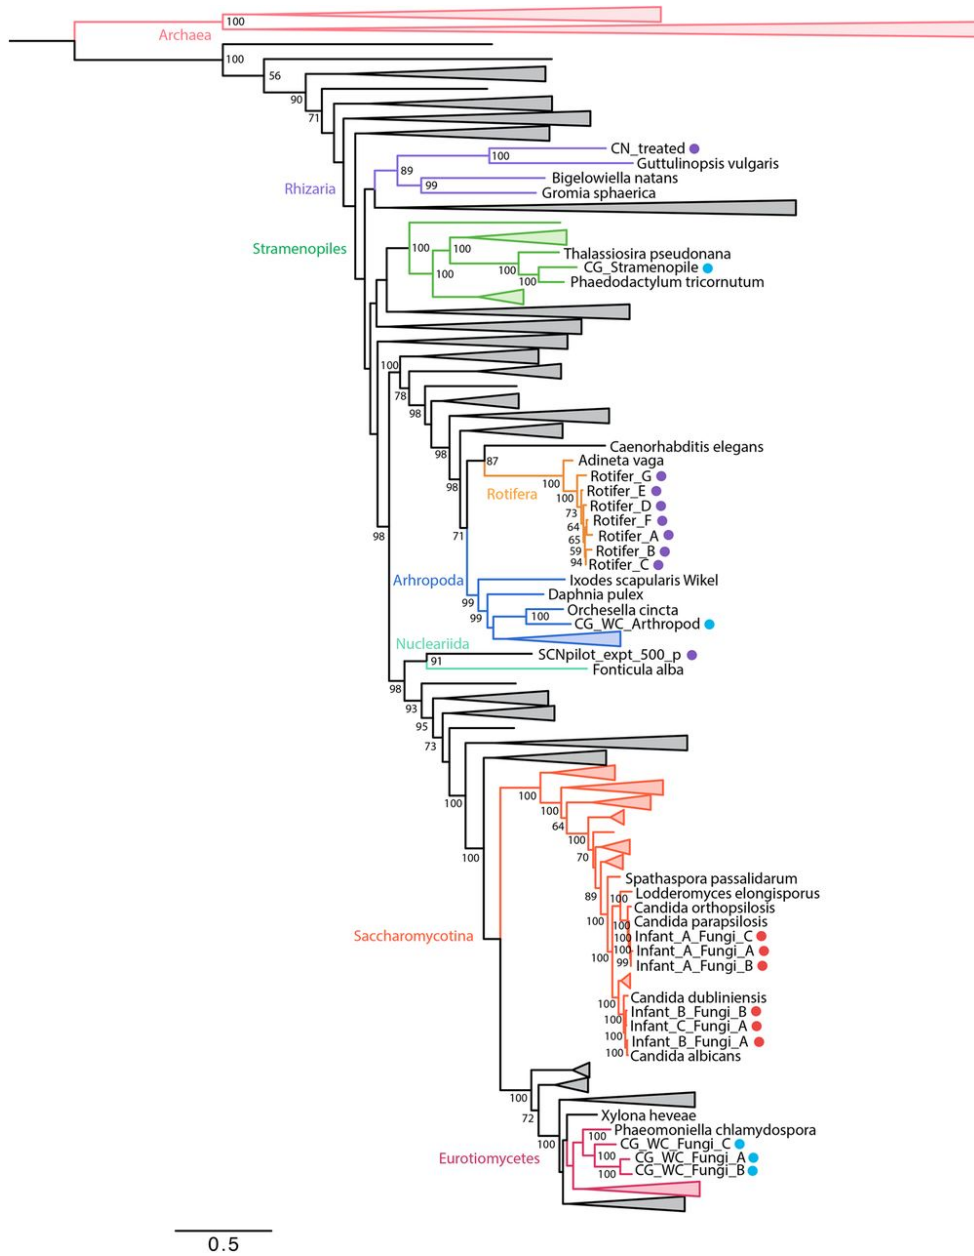 100
Archaea
100
56
90
71
CN_treated
100
Guttulinopsis vulgaris
89
Rhizaria
99
Bigelowiella natans
Gromia sphaerica
Stramenopiles
100
100
Thalassiosira pseudonana
100
100
CG_Stramenopile
100
Phaedodactylum tricornutum
100
78
98
98
Caenorhabditis elegans
87
Adineta vaga
98
100
Rotifer_G
Rotifera
100
Rotifer_E
73
Rotifer_D
64
Rotifer_F
98
71
65
Rotifer_A
59
Rotifer_B
94
Rotifer_C
Arhropoda
Ixodes scapularis Wikel
99
Daphnia pulex
99
100
Orchesella cincta
CG_WC_Arthropod
Nucleariida
91
SCNpilot_expt_500_p
Fonticula alba
98
93
95
73
100
100
100
64
100
100
70
Spathaspora passalidarum
89
100
Lodderomyces elongisporus
Candida orthopsilosis
100
100
Candida parapsilosis
Saccharomycotina
100
Infant_A_Fungi_C
100
100
Infant_A_Fungi_A
99
Infant_A_Fungi_B
Candida dubliniensis
100
Infant_B_Fungi_B
100
Infant_C_Fungi_A
100
Infant_B_Fungi_A
100
Candida albicans
100
72
Xylona heveae
100
100
Phaeomoniella chlamydospora
CG_WC_Fungi_C
Eurotiomycetes
100
CG_WC_Fungi_A
100
CG_WC_Fungi_B
0.5